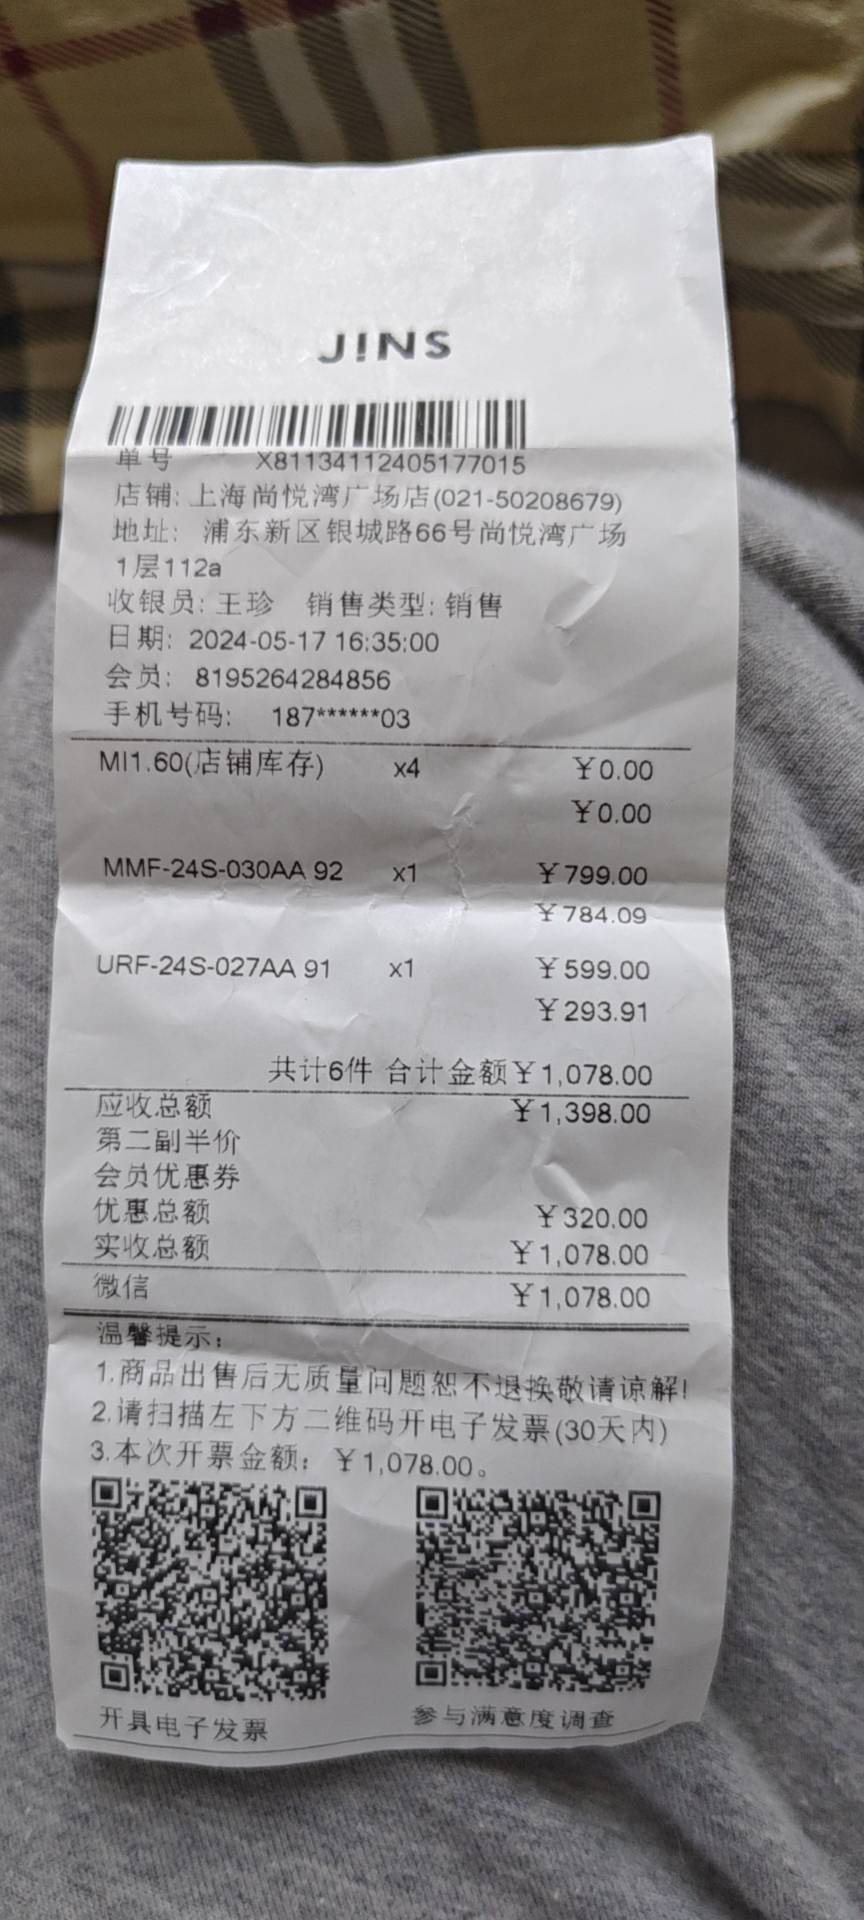 J!NS
单号 X81134112405177015
店铺: 上海尚悦湾广场店(021-50208679)
地址: 浦东新区银城路66号尚悦湾广场
1层112a
收银员: 王珍 销售类型: 销售
日期: 2024-05-17 16:35:00
会员: 8195264284856
手机号码: 187******03
MI1.60(店铺库存) x4 ¥0.00
¥0.00
MMF-24S-030AA 92 x1 ¥799.00
¥784.09
URF-24S-027AA 91 x1 ¥599.00
¥293.91
共计6件 合计金额¥1,078.00
应收总额 ¥1,398.00
第二副半价
会员优惠券
优惠总额 ¥320.00
实收总额 ¥1,078.00
微信 ¥1,078.00
温馨提示:
1.商品出售后无质量问题恕不退换敬请谅解!
2.请扫描左下方二维码开电子发票(30天内)
3.本次开票金额: ¥1,078.00。
开具电子发票 参与满意度调查